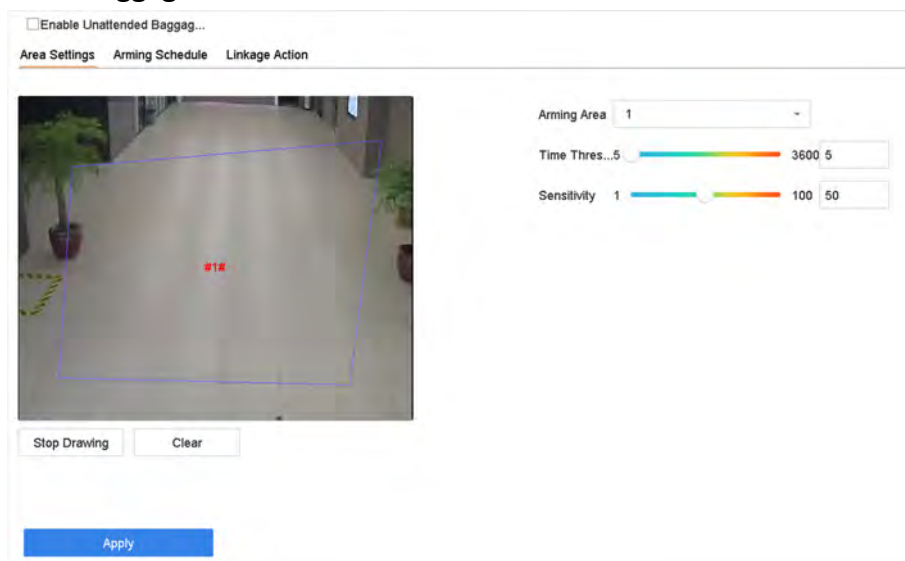 Enable Unattended Baggag...
Area Settings Arming Schedule Linkage Action
Arming Area 1
Time Thres...5 3600 5
Sensitivity 1 100 50
#1#
Stop Drawing Clear
Apply